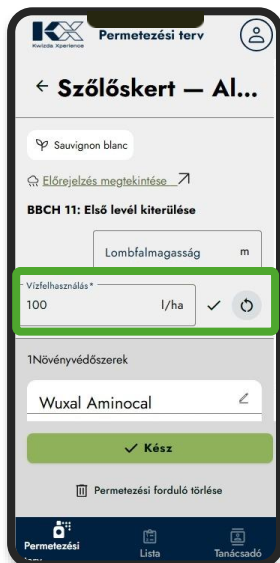 KX
Kwizda Xperience
Permetezési terv
← Szőlőskert — Al...
Sauvignon blanc
Előrejelzés megtekintése
BBCH 11: Első levél kiterülése
Lombfalmagasság m
Vízfelhasználás*
100 l/ha
1Növényvédőszerek
Wuxal Aminocal
Kész
Permetezési forduló törlése
Permetezési Lista Tanácsadó